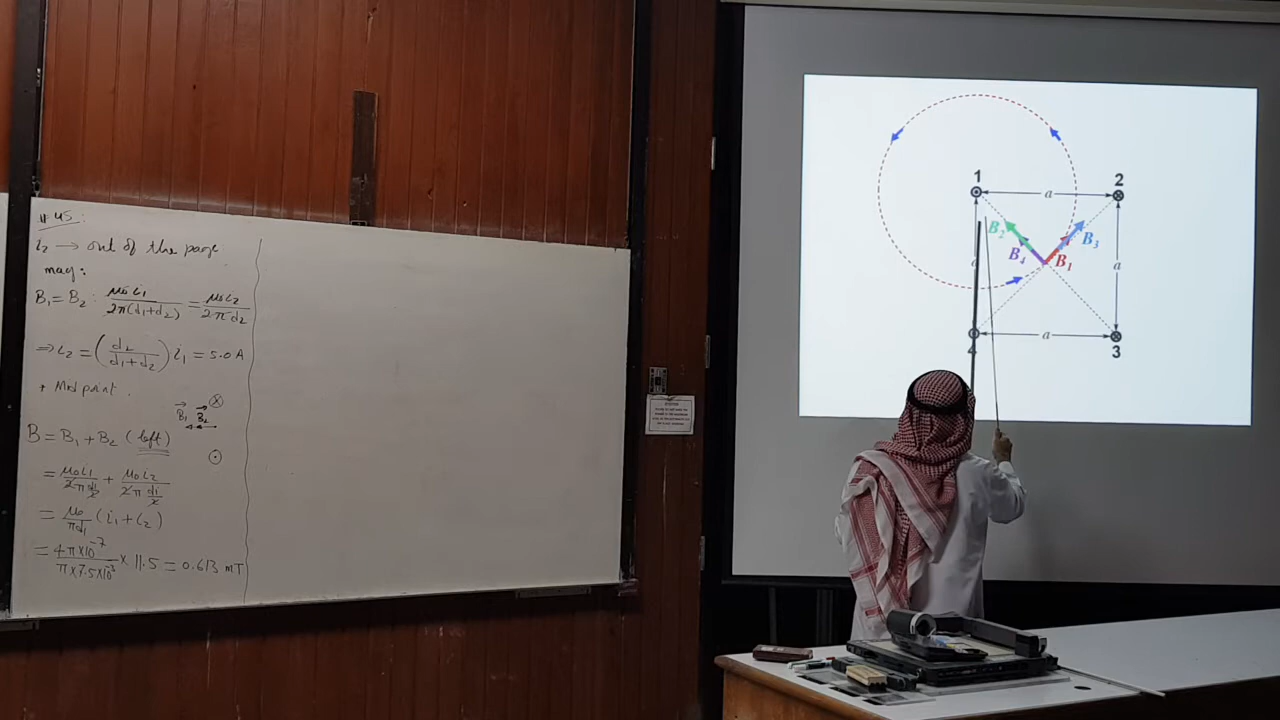 # 45:
i₂ → out of the page
mag:
B₁ = B₂ : μ₀i₁ / 2π(d₁+d₂) = μ₀i₂ / 2πd₂
⇒ i₂ = (d₂ / d₁+d₂) i₁ = 5.0 A
+ Midpoint.
B₁ B₂
B = B₁ + B₂ (left)
= μ₀i₁ / 2π d₁/2 + μ₀i₂ / 2π d₁/2
= μ₀ / πd₁ (i₁ + i₂)
= 4π×10⁻⁷ / π×7.5×10⁻³ × 11.5 = 0.613 mT
1
2
a
B₂
B₃
B₄
B₁
a
a
4
3